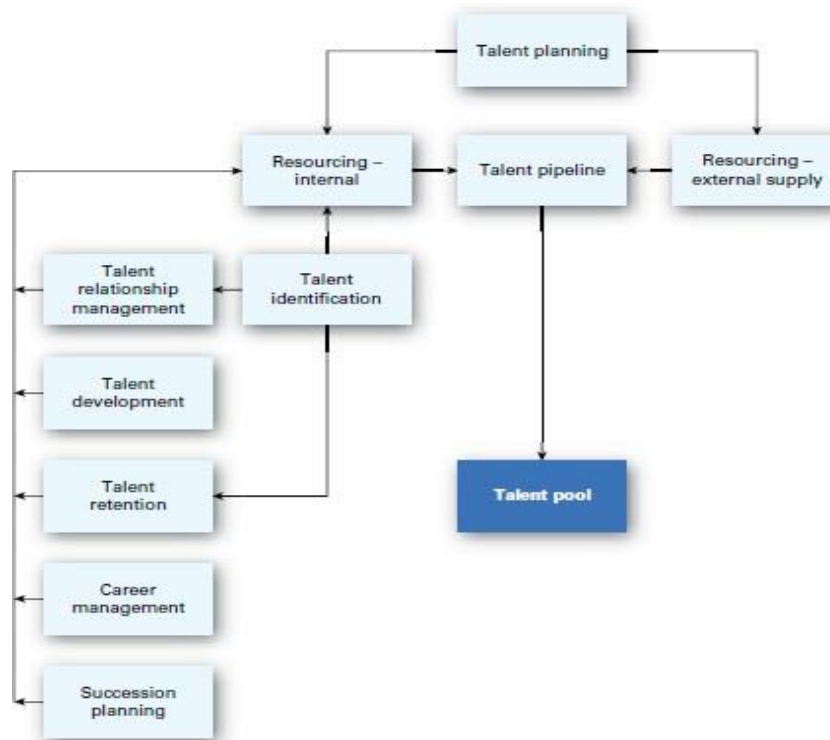 Talent planning
Resourcing –
internal
Talent pipeline
Resourcing –
external supply
Talent
relationship
management
Talent
identification
Talent
development
Talent
retention
Talent pool
Career
management
Succession
planning